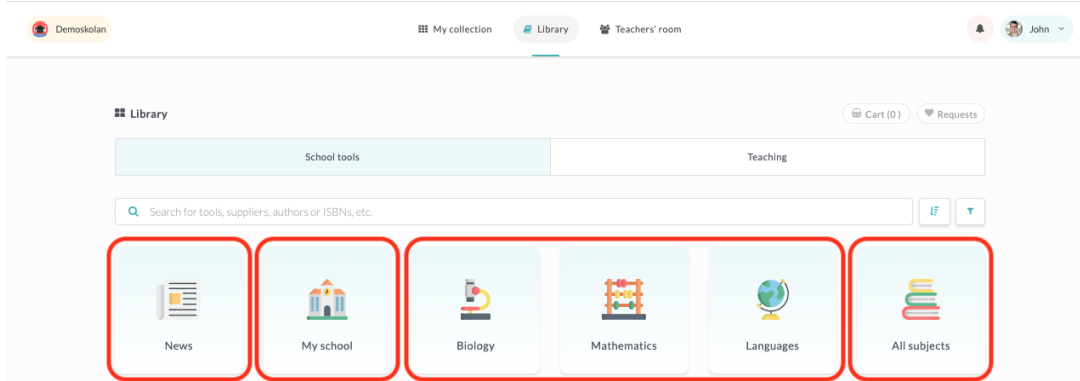 Demoskolan
My collection
Library
Teachers' room
John
Library
Cart (0 )
Requests
School tools
Teaching
Search for tools, suppliers, authors or ISBNs, etc.
News
My school
Biology
Mathematics
Languages
All subjects